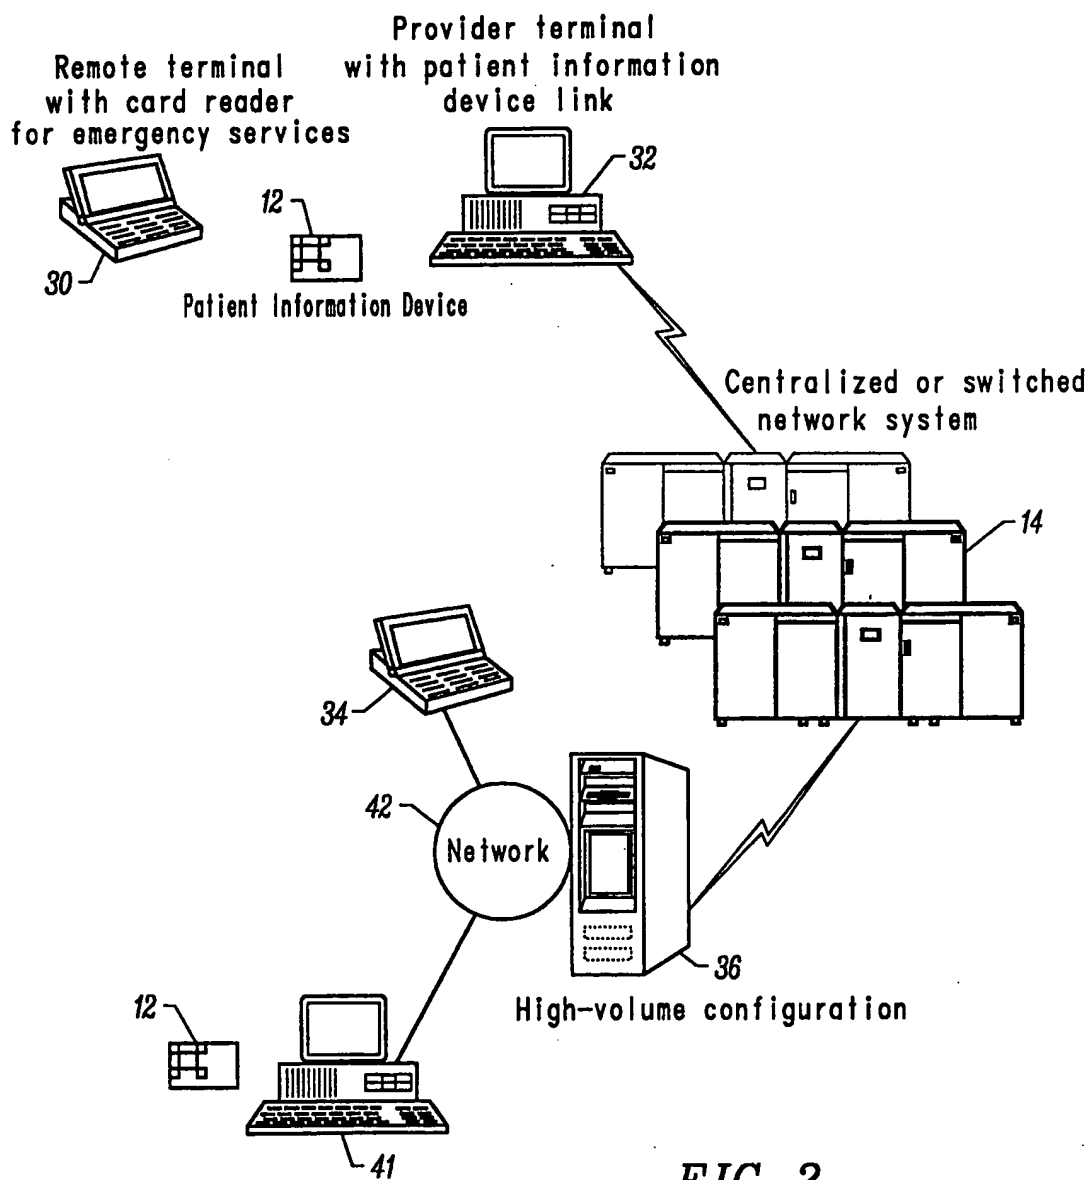 Provider terminal
with patient information
device link
Remote terminal
with card reader
for emergency services
32
12
30
Patient Information Device
Centralized or switched
network system
14
34
42
Network
36
High-volume configuration
12
41
FIG. 2